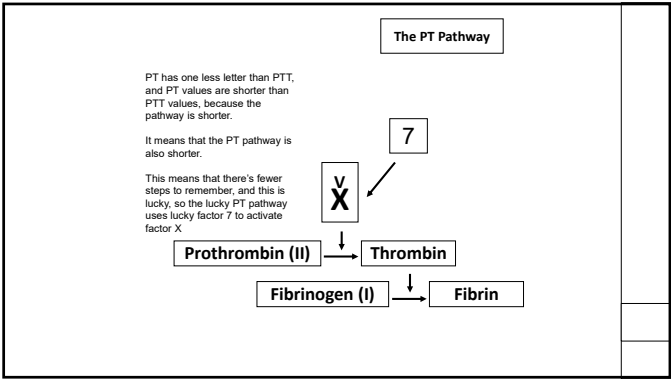 The PT Pathway
PT has one less letter than PTT,
and PT values are shorter than
PTT values, because the
pathway is shorter.
It means that the PT pathway is
also shorter.
This means that there's fewer
steps to remember, and this is
lucky, so the lucky PT pathway
uses lucky factor 7 to activate
factor X
7
V
X
Prothrombin (II)
Thrombin
Fibrinogen (I)
Fibrin